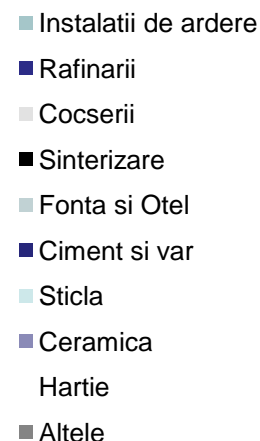 Instalatii de ardere
Rafinarii
Cocserii
Sinterizare
Fonta si Otel
Ciment si var
Sticla
Ceramica
Hartie
Altele